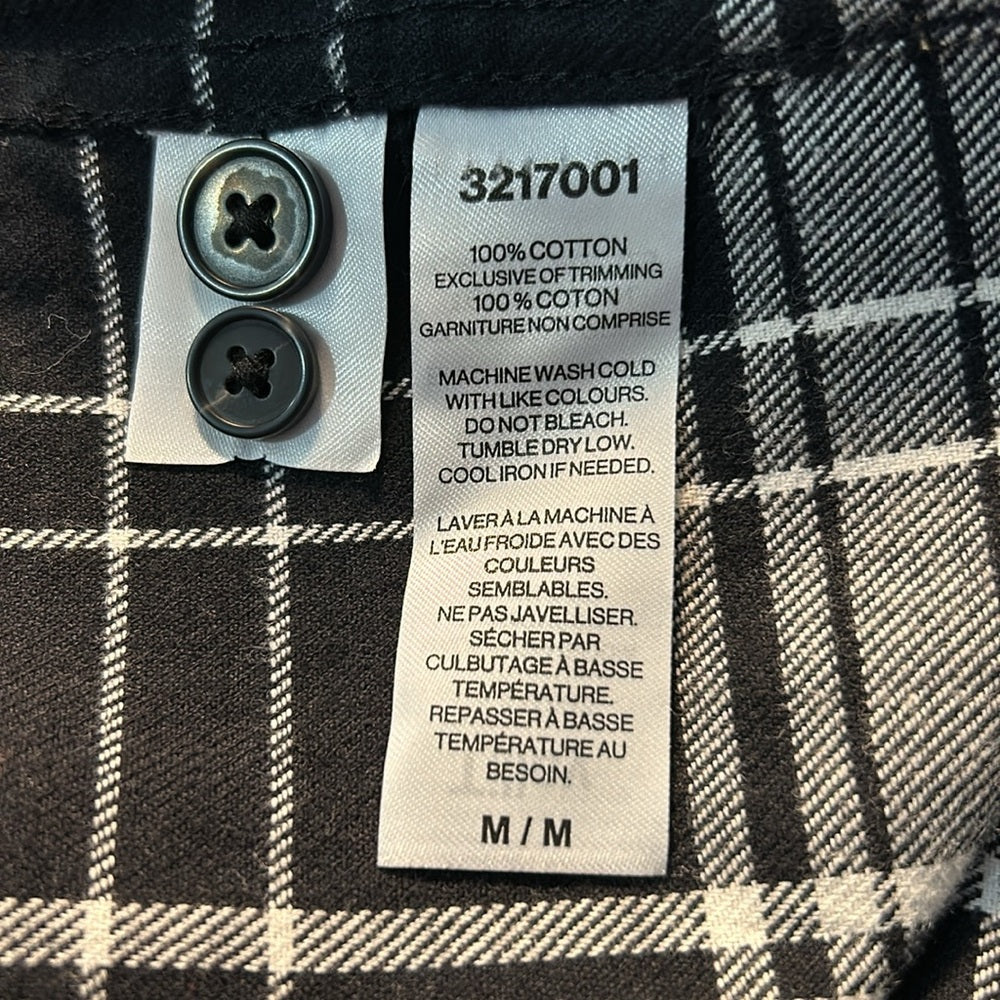 3217001
100% COTTON
EXCLUSIVE OF TRIMMING
100% COTON
GARNITURE NON COMPRISE
MACHINE WASH COLD
WITH LIKE COLOURS.
DO NOT BLEACH.
TUMBLE DRY LOW.
COOL IRON IF NEEDED.
LAVER À LA MACHINE À
L'EAU FROIDE AVEC DES
COULEURS
SEMBLABLES.
NE PAS JAVELLISER.
SÉCHER PAR
CULBUTAGE À BASSE
TEMPÉRATURE.
REPASSER À BASSE
TEMPÉRATURE AU
BESOIN.
M / M